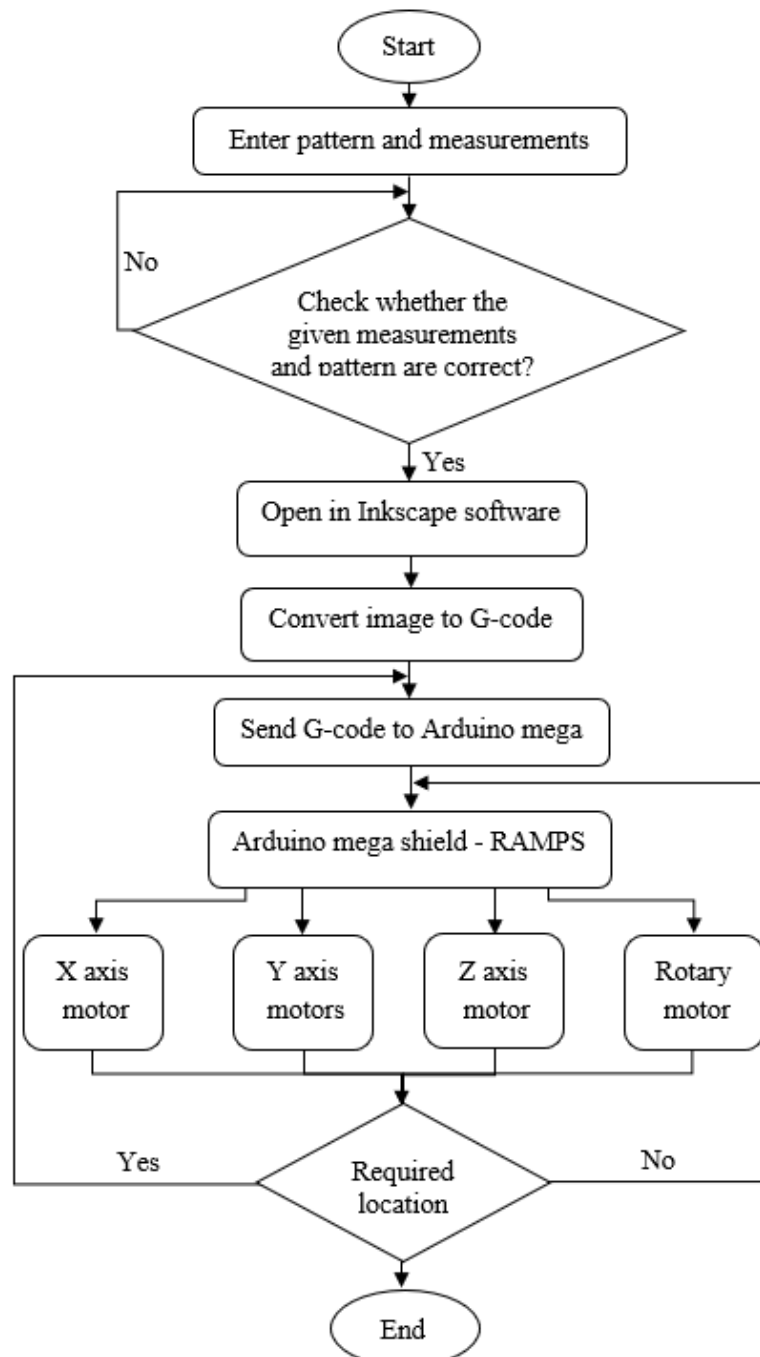 Start
Enter pattern and measurements
No
Check whether the
given measurements
and pattern are correct?
Yes
Open in Inkscape software
Convert image to G-code
Send G-code to Arduino mega
Arduino mega shield - RAMPS
X axis
motor
Y axis
motors
Z axis
motor
Rotary
motor
Yes
Required
location
No
End